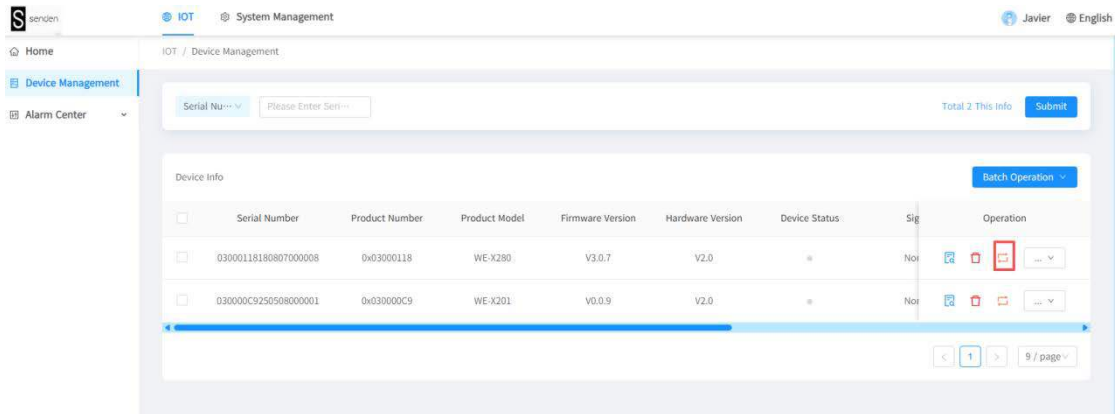 S senden
IOT System Management Javier English
Home
IOT / Device Management
Device Management
Alarm Center
Serial Nu··· Please Enter Seri··· Total 2 This Info Submit
Device Info Batch Operation
Serial Number Product Number Product Model Firmware Version Hardware Version Device Status Sig Operation
03000118180807000008 0x03000118 WE-X280 V3.0.7 V2.0 Nor ...
030000C9250508000001 0x030000C9 WE-X201 V0.0.9 V2.0 Nor ...
< 1 > 9 / page